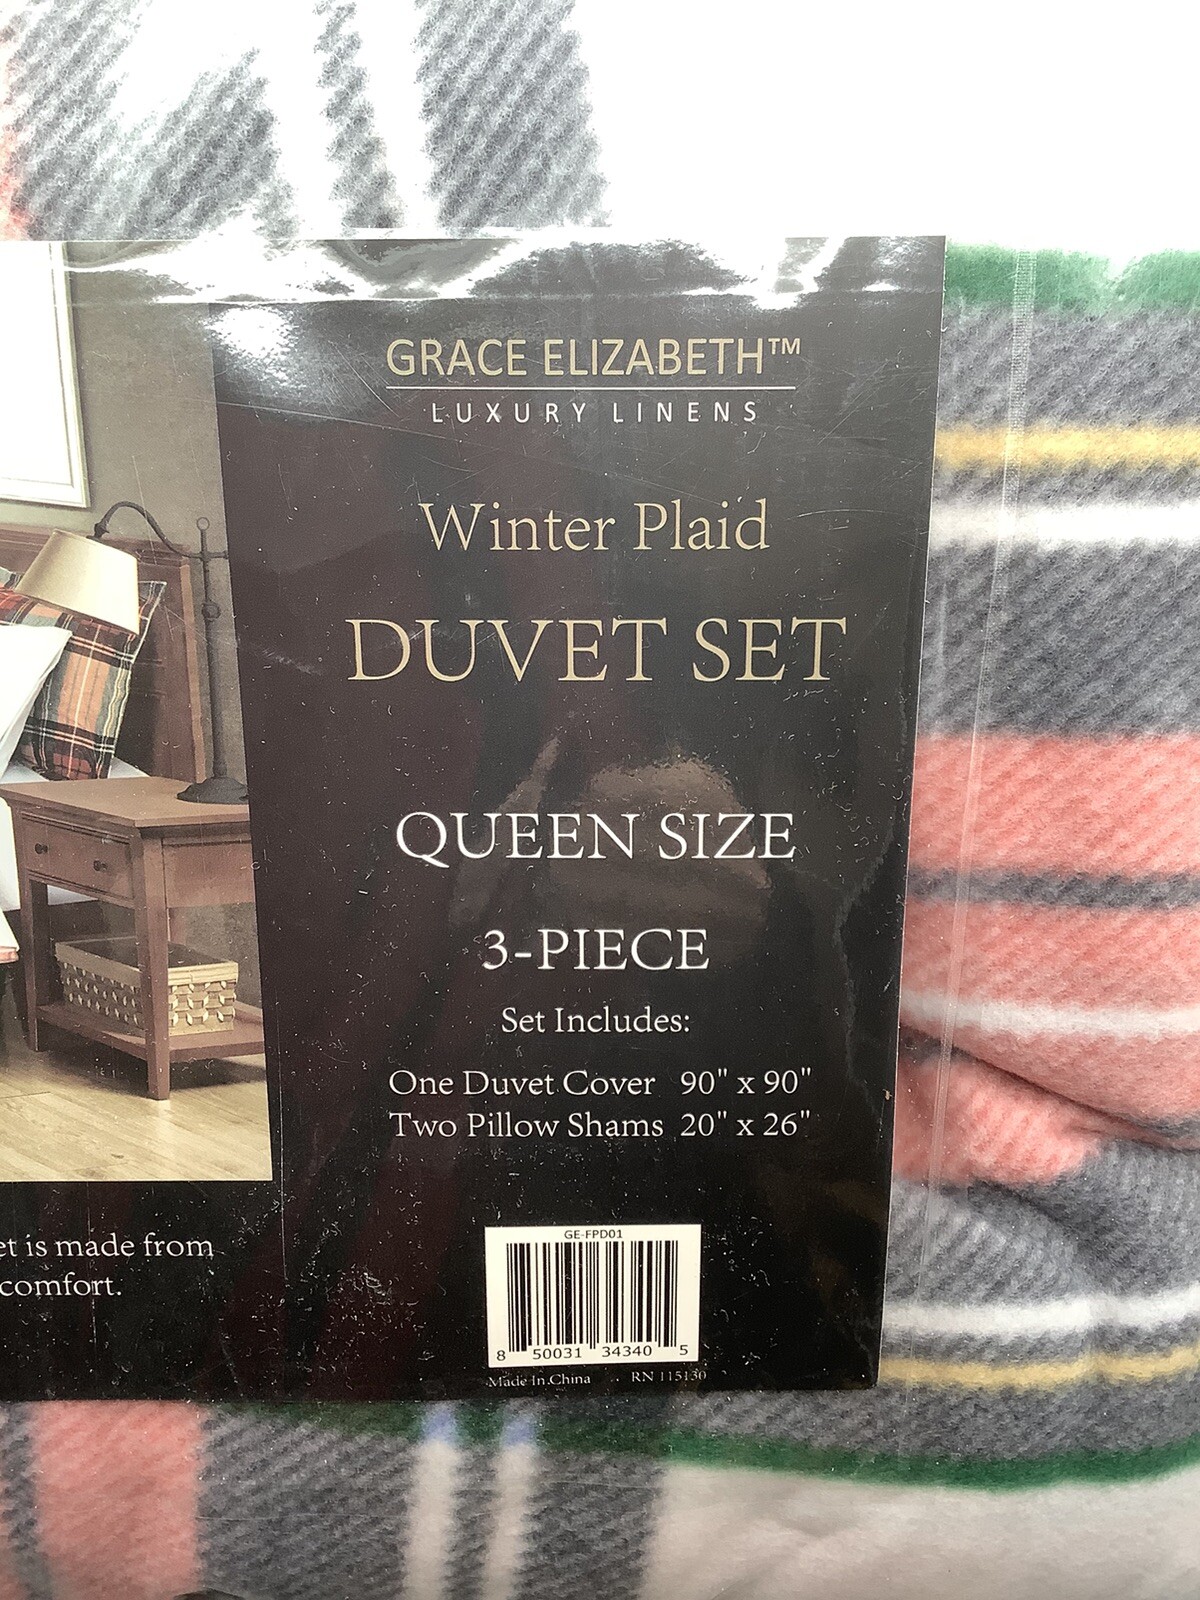 GRACE ELIZABETH™
LUXURY LINENS
Winter Plaid
DUVET SET
QUEEN SIZE
3-PIECE
Set Includes:
One Duvet Cover 90" x 90"
Two Pillow Shams 20" x 26"
et is made from
comfort.
GE-FPD01
8 50031 34340 5
Made In China RN 115130